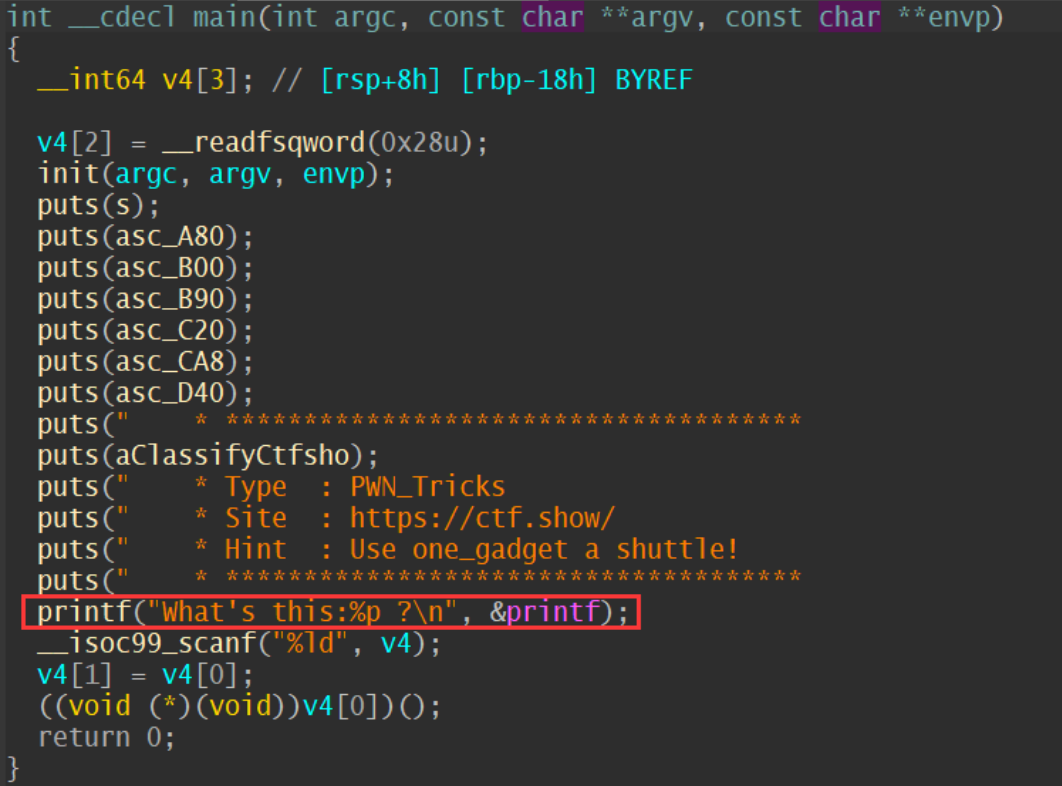 int __cdecl main(int argc, const char **argv, const char **envp)
{
  __int64 v4[3]; // [rsp+8h] [rbp-18h] BYREF

  v4[2] = __readfsqword(0x28u);
  init(argc, argv, envp);
  puts(s);
  puts(asc_A80);
  puts(asc_B00);
  puts(asc_B90);
  puts(asc_C20);
  puts(asc_CA8);
  puts(asc_D40);
  puts("    * *************************************
  puts(aClassifyCtfsho);
  puts("    * Type  : PWN_Tricks
  puts("    * Site  : https://ctf.show/
  puts("    * Hint  : Use one_gadget a shuttle!
  puts("    * *************************************
  printf("What's this:%p ?\n", &printf);
  __isoc99_scanf("%ld", v4);
  v4[1] = v4[0];
  ((void (*)(void))v4[0])();
  return 0;
}